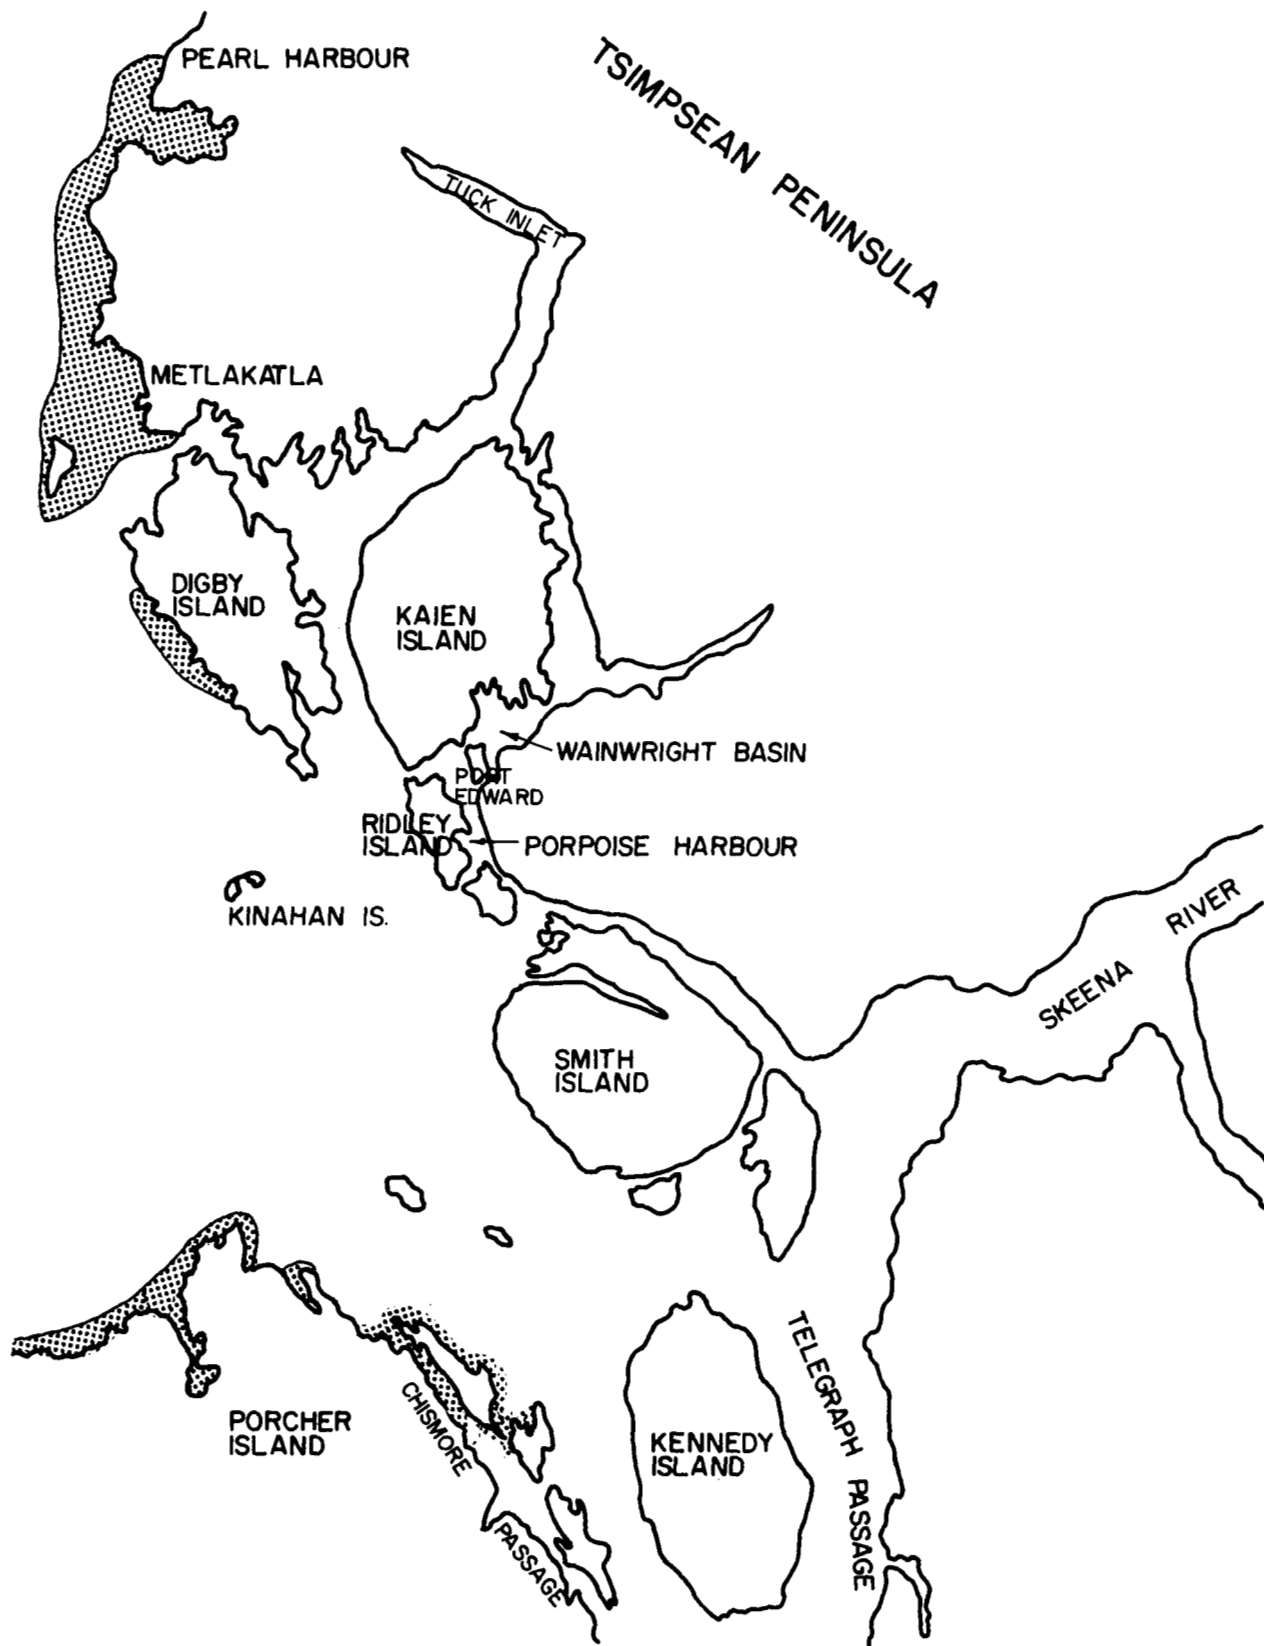 PEARL HARBOUR
TSIMPSEAN PENINSULA
TUCK INLET
METLAKATLA
DIGBY
ISLAND
KAIEN
ISLAND
WAINWRIGHT BASIN
PORT
EDWARD
RIDLEY
ISLAND
PORPOISE HARBOUR
KINAHAN IS.
SKEENA RIVER
SMITH
ISLAND
TELEGRAPH PASSAGE
CHISMORE PASSAGE
PORCHER
ISLAND
KENNEDY
ISLAND